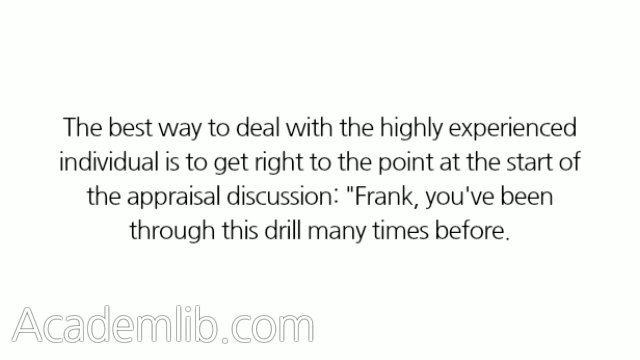 The best way to deal with the highly experienced
individual is to get right to the point at the start of
the appraisal discussion: "Frank, you've been
through this drill many times before.
Academlib.com